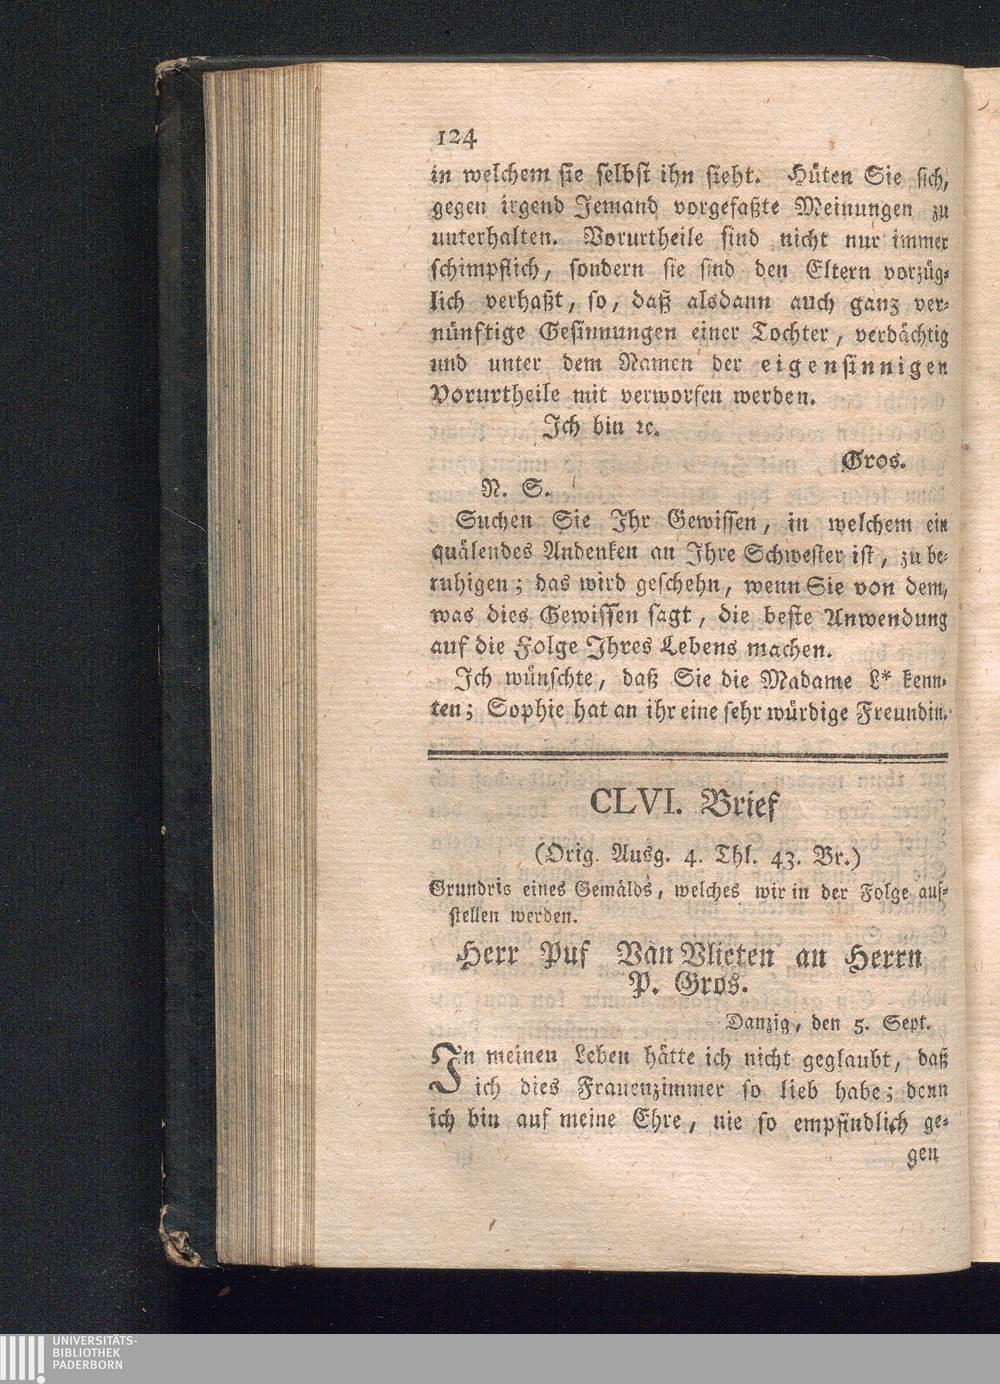 124
in welchem sie selbst ihn sieht. Hüten Sie sich,
gegen irgend Jemand vorgefaßte Meinungen zu
unterhalten. Vorurtheile sind nicht nur immer
schimpflich, sondern sie sind den Eltern vorzüg-
lich verhaßt, so, daß alsdann auch ganz ver-
nünftige Gesinnungen einer Tochter, verdächtig
und unter dem Namen der eigensinnigen
Vorurtheile mit verworfen werden.
Ich bin ꝛc.
Gros.
N. S.
Suchen Sie Ihr Gewissen, in welchem ein
quälendes Andenken an Ihre Schwester ist, zu be-
ruhigen; das wird geschehn, wenn Sie von dem,
was dies Gewissen sagt, die beste Anwendung
auf die Folge Ihres Lebens machen.
Ich wünschte, daß Sie die Madame L* kenn-
ten; Sophie hat an ihr eine sehr würdige Freundin.
CLVI. Brief
(Orig. Ausg. 4. Thl. 43. Br.)
Grundris eines Gemälds, welches wir in der Folge auf-
stellen werden.
Herr Puf Van Vlieten an Herrn
P. Gros.
Danzig, den 5. Sept.
In meinen Leben hätte ich nicht geglaubt, daß
ich dies Frauenzimmer so lieb habe; denn
ich bin auf meine Ehre, nie so empfindlich ge-
gen
UNIVERSITÄTS-
BIBLIOTHEK
PADERBORN